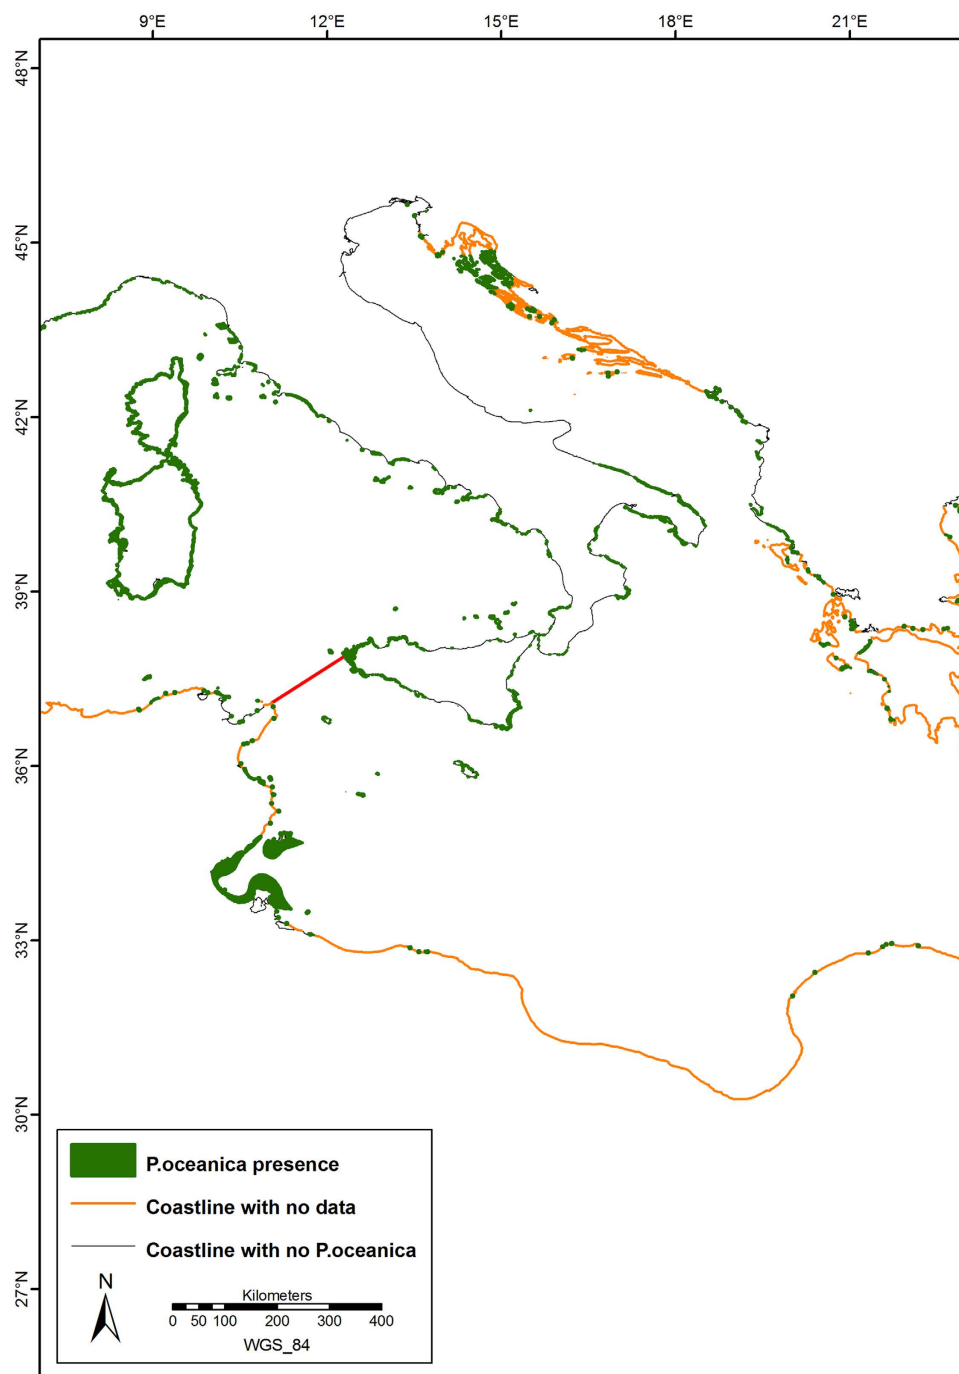 9°E 12°E 15°E 18°E 21°E
48°N
45°N
42°N
39°N
36°N
33°N
30°N
27°N
P.oceanica presence
Coastline with no data
Coastline with no P.oceanica
N
Kilometers
0 50 100 200 300 400
WGS_84